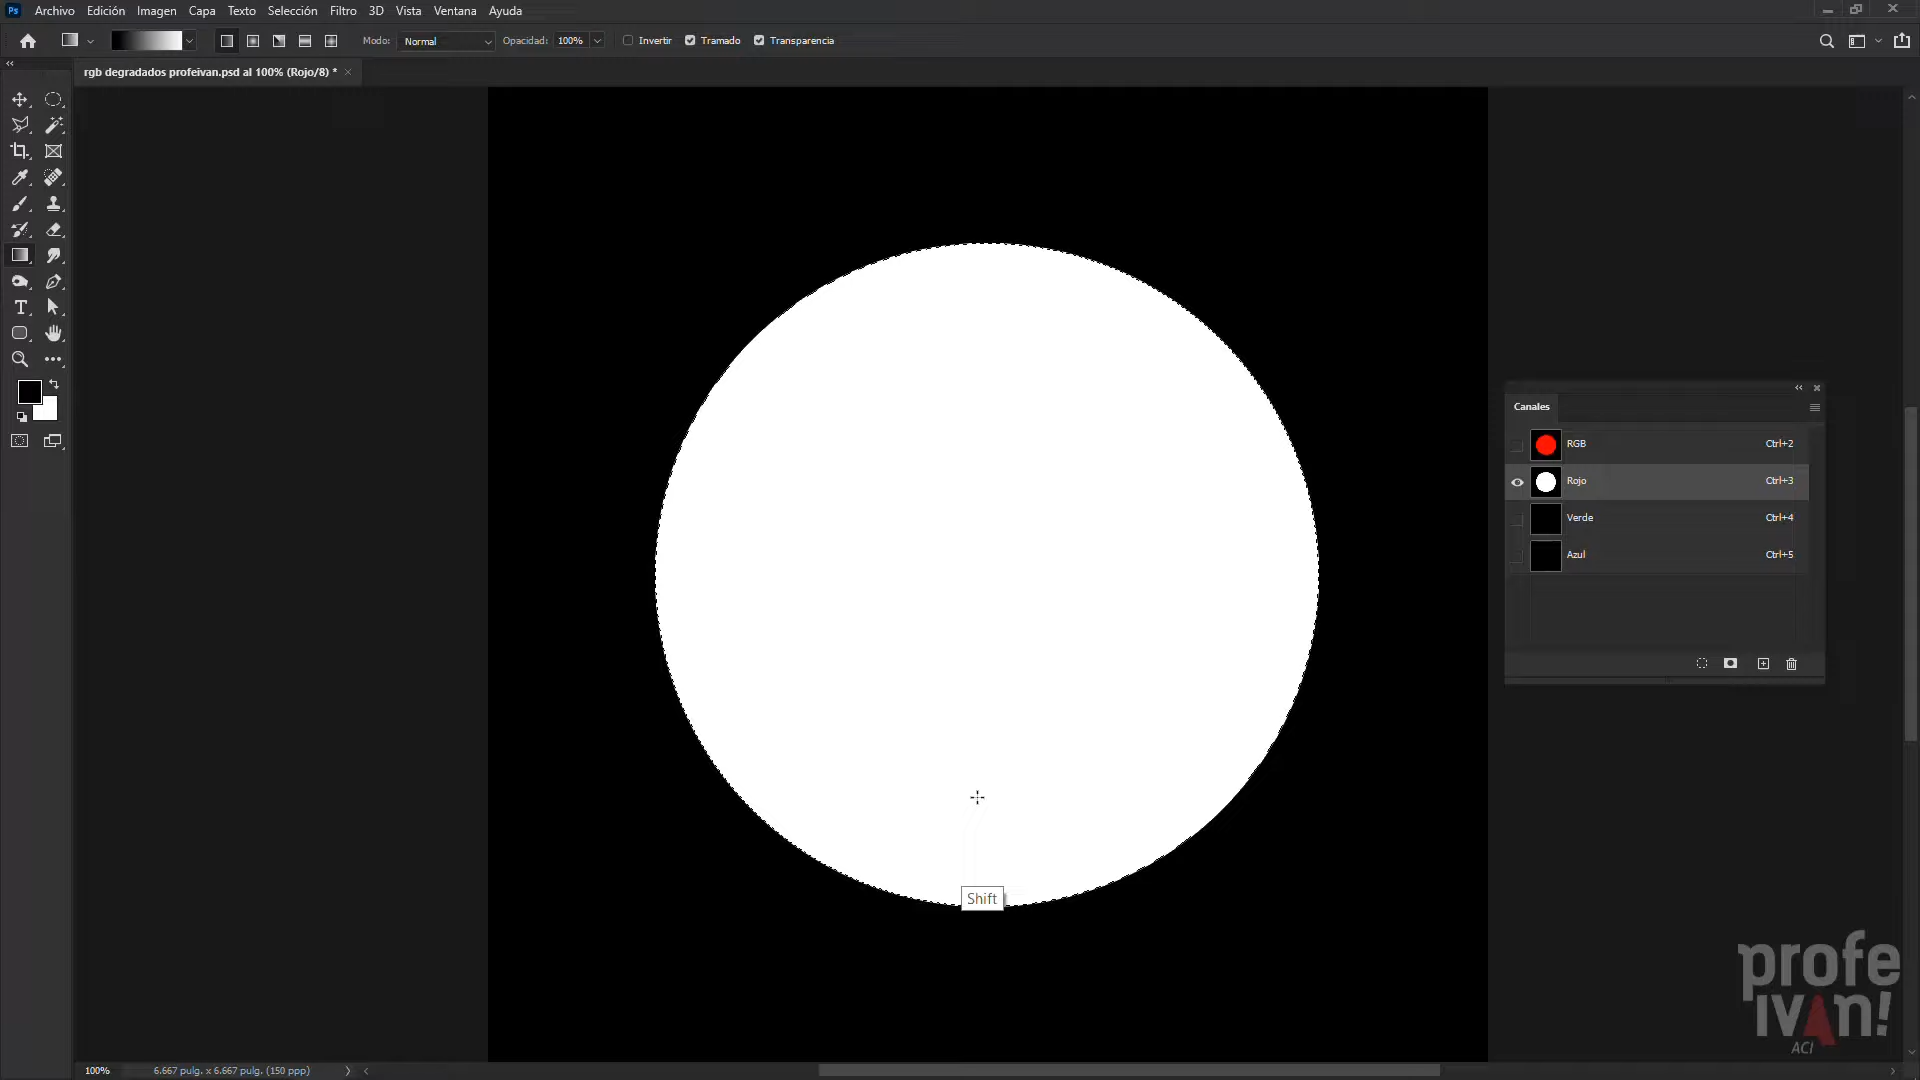 Ps Archivo Edición Imagen Capa Texto Selección Filtro 3D Vista Ventana Ayuda
Modo: Normal Opacidad: 100% Invertir Tramado Transparencia
rgb degradados profeivan.psd al 100% (Rojo/8) *
Canales
RGB Ctrl+2
Rojo Ctrl+3
Verde Ctrl+4
Azul Ctrl+5
Shift
profe
IVAn!
ACI
100% 6.667 pulg. x 6.667 pulg. (150 ppp)